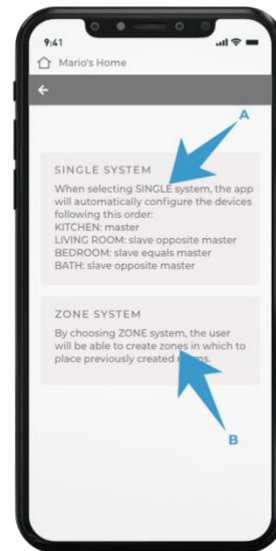 9:41
Mario's Home
A
SINGLE SYSTEM
When selecting SINGLE system, the app
will automatically configure the devices
following this order:
KITCHEN: master
LIVING ROOM: slave opposite master
BEDROOM: slave equals master
BATH: slave opposite master
ZONE SYSTEM
By choosing ZONE system, the user
will be able to create zones in which to
place previously created
B